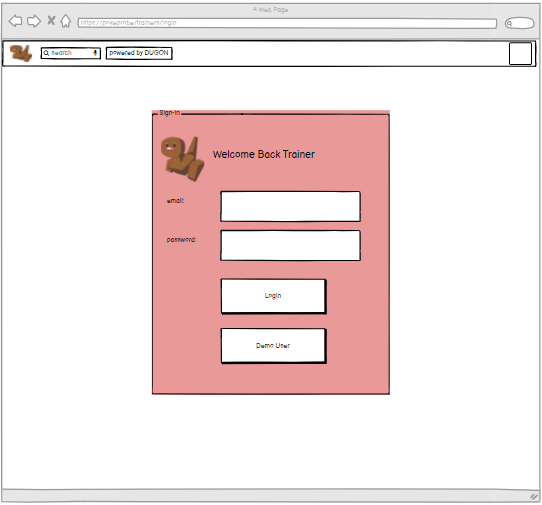 A Web Page
https://pokeprobe/trainers/login
search
powered by DUGON
Sign-in
Welcome Back Trainer
email:
password:
Login
Demo User